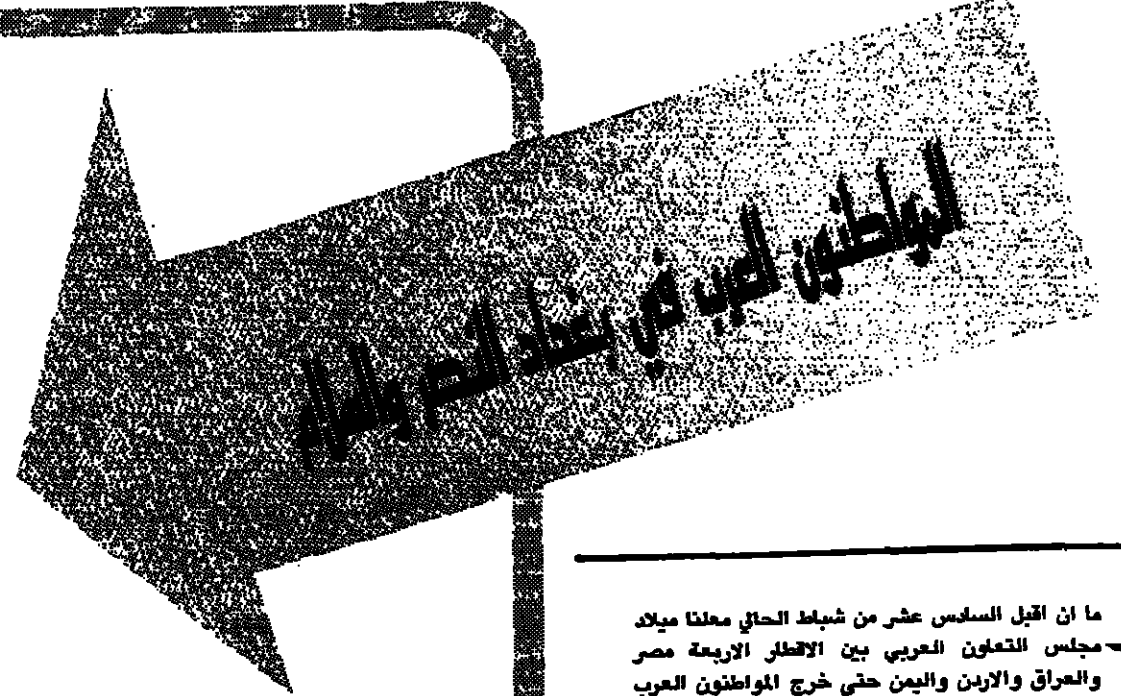 المواطنون العرب في بغداد النصر والسلام
ما ان اقبل السادس عشر من شباط الحالي معلنا ميلاد
مجلس التعاون العربي بين الاقطار الاربعة مصر
والعراق والاردن واليمن حتى خرج المواطنون العرب